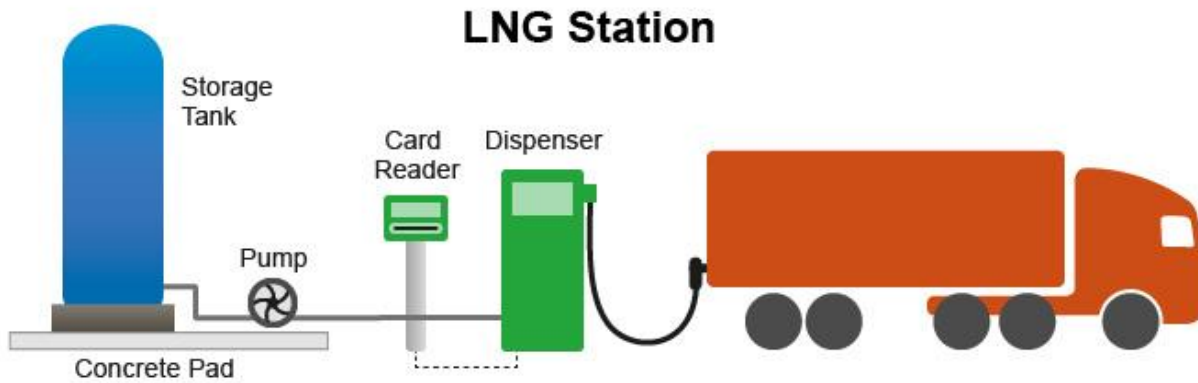 LNG Station
Storage
Tank
Card
Reader
Dispenser
Pump
Concrete Pad